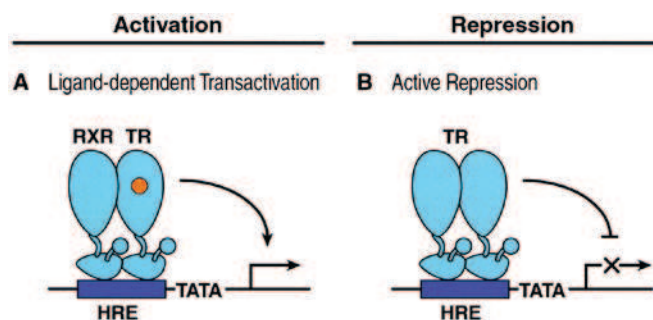 Activation
Repression
A Ligand-dependent Transactivation
B Active Repression
RXR TR
TR
TATA
TATA
HRE
HRE